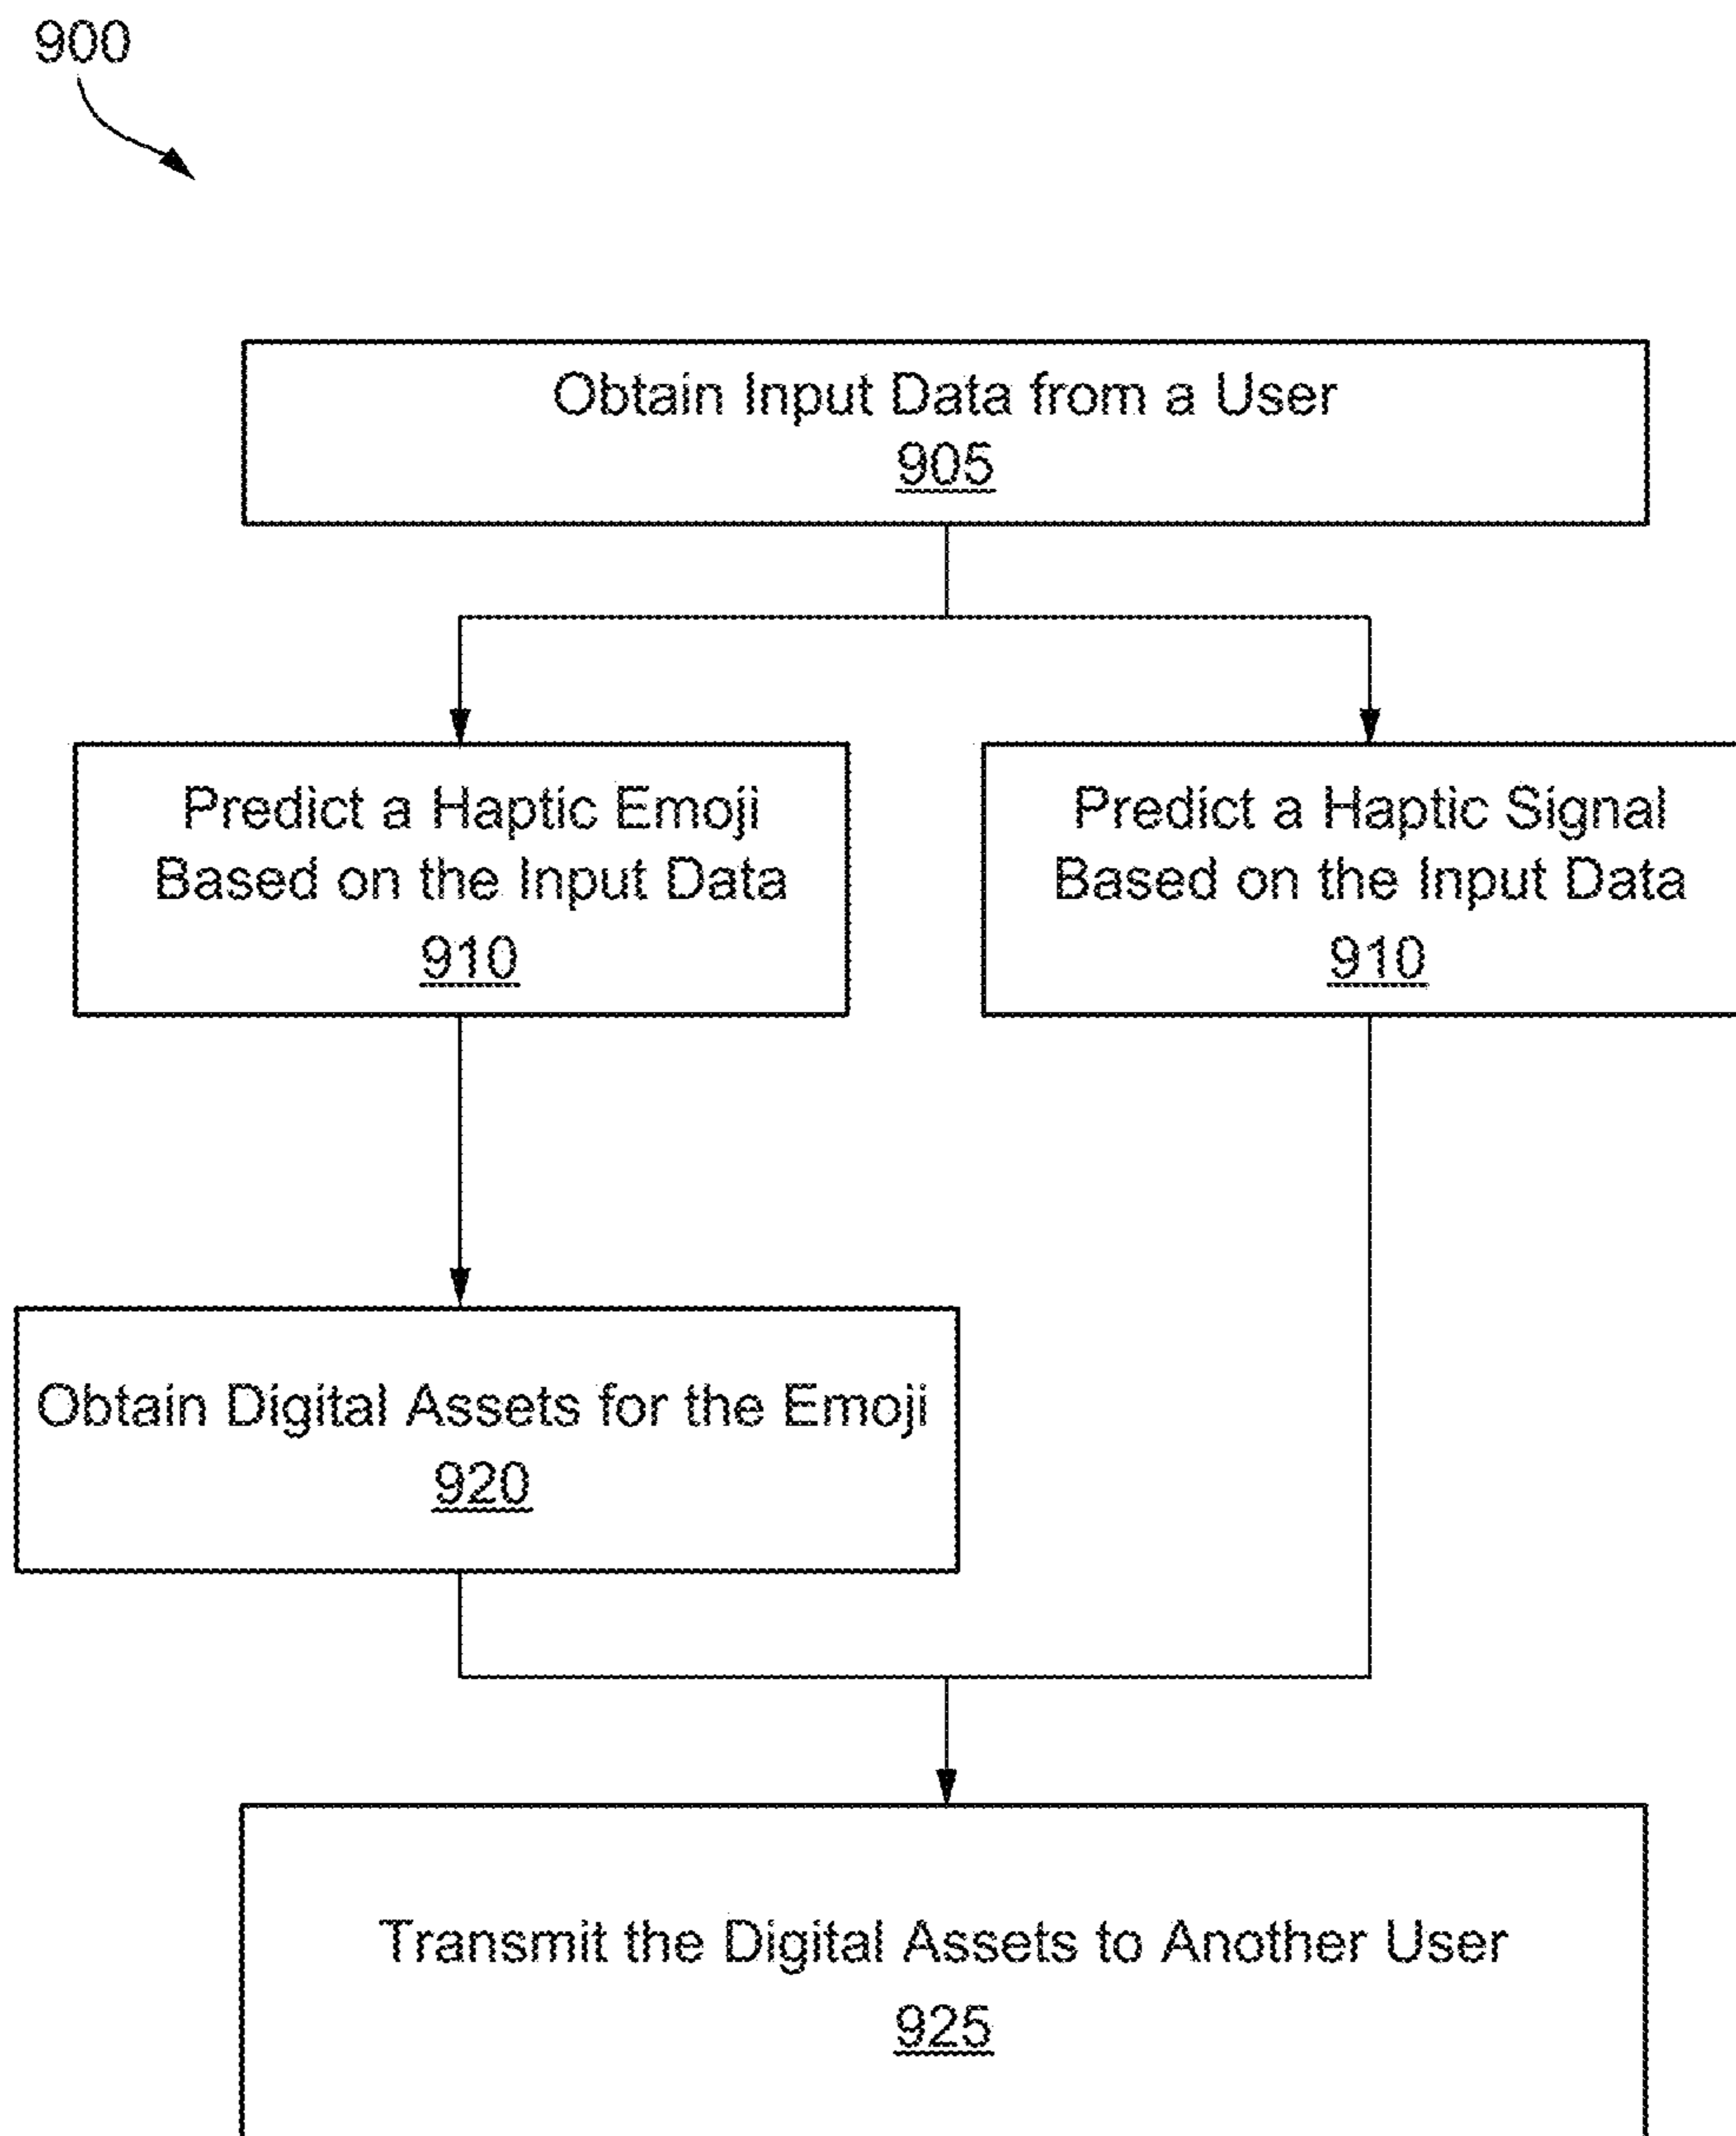 900
Obtain Input Data from a User
905
Predict a Haptic Emoji
Based on the Input Data
910
Predict a Haptic Signal
Based on the Input Data
910
Obtain Digital Assets for the Emoji
920
Transmit the Digital Assets to Another User
925